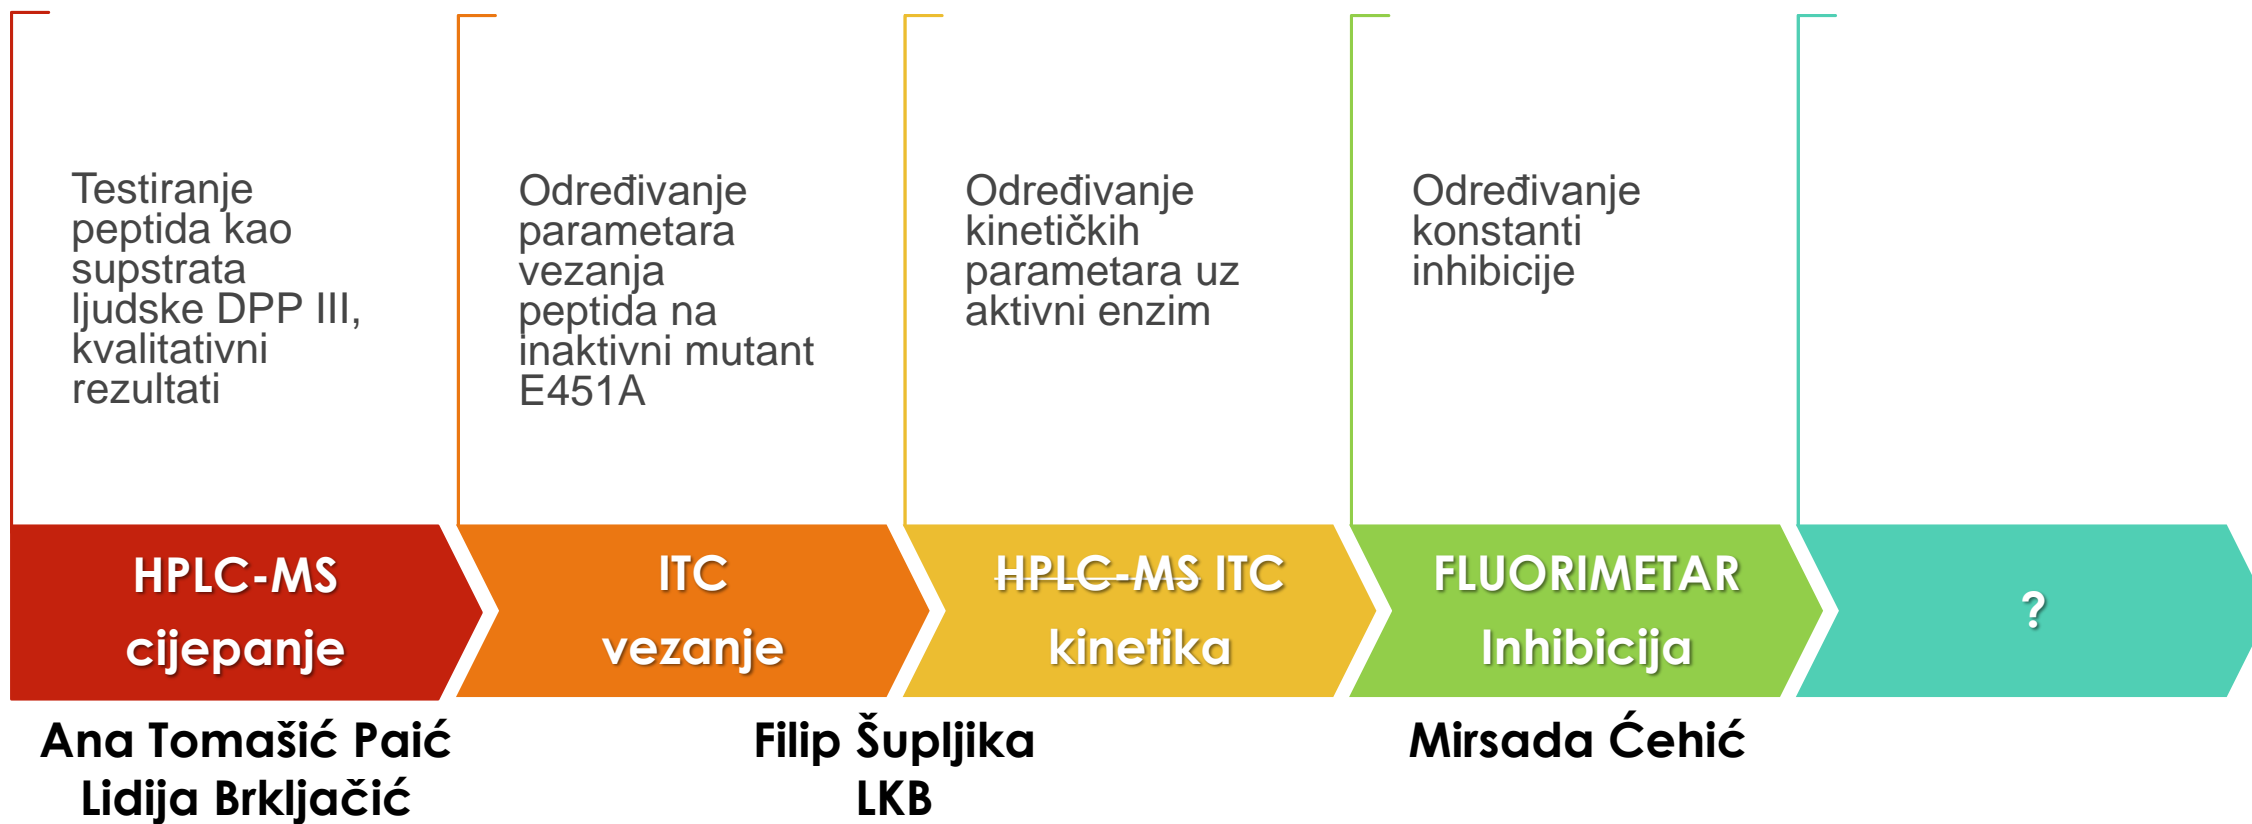 Testiranje
peptida kao
supstrata
ljudske DPP III,
kvalitativni
rezultati
Određivanje
parametara
vezanja
peptida na
inaktivni mutant
E451A
Određivanje
kinetičkih
parametara uz
aktivni enzim
Određivanje
konstanti
inhibicije
HPLC-MS
cijepanje
ITC
vezanje
HPLC-MS ITC
kinetika
FLUORIMETAR
Inhibicija
?
Ana Tomašić Paić
Lidija Brkljačić
Filip Šupljika
LKB
Mirsada Ćehić